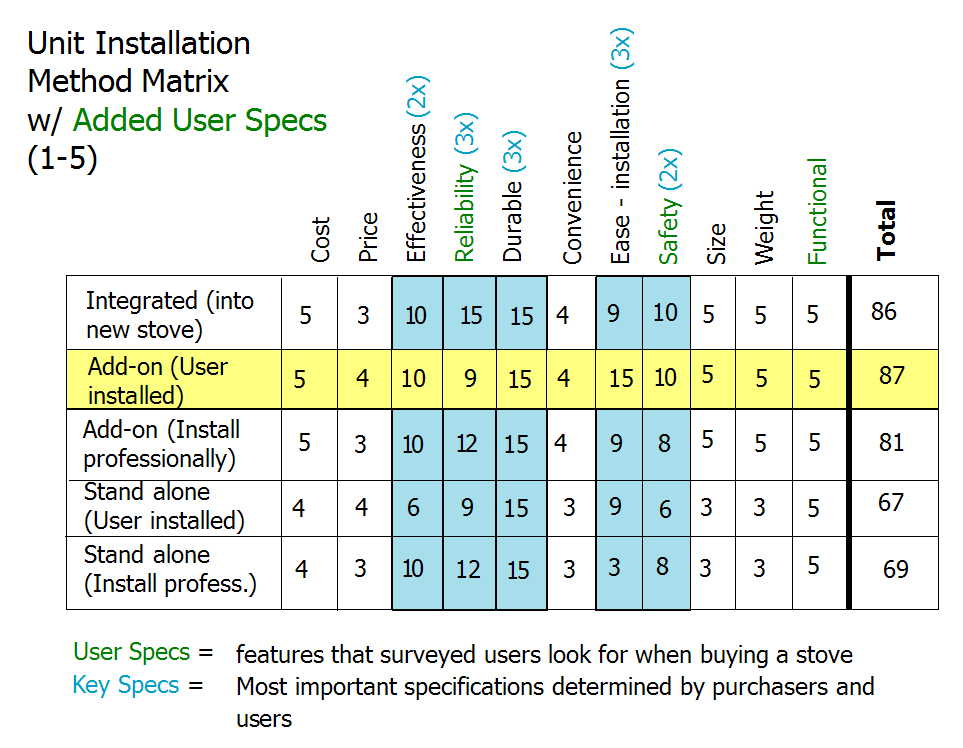 Unit Installation
Method Matrix
w/ Added User Specs
(1-5)
Cost
Price
Effectiveness (2x)
Reliability (3x)
Durable (3x)
Convenience
Ease - installation (3x)
Safety (2x)
Size
Weight
Functional
Total
Integrated (into
new stove)
5 3 10 15 15 4 9 10 5 5 5 86
Add-on (User
installed)
5 4 10 9 15 4 15 10 5 5 5 87
Add-on (Install
professionally)
5 3 10 12 15 4 9 8 5 5 5 81
Stand alone
(User installed)
4 4 6 9 15 3 9 6 3 3 5 67
Stand alone
(Install profess.)
4 3 10 12 15 3 3 8 3 3 5 69
User Specs = features that surveyed users look for when buying a stove
Key Specs = Most important specifications determined by purchasers and
users